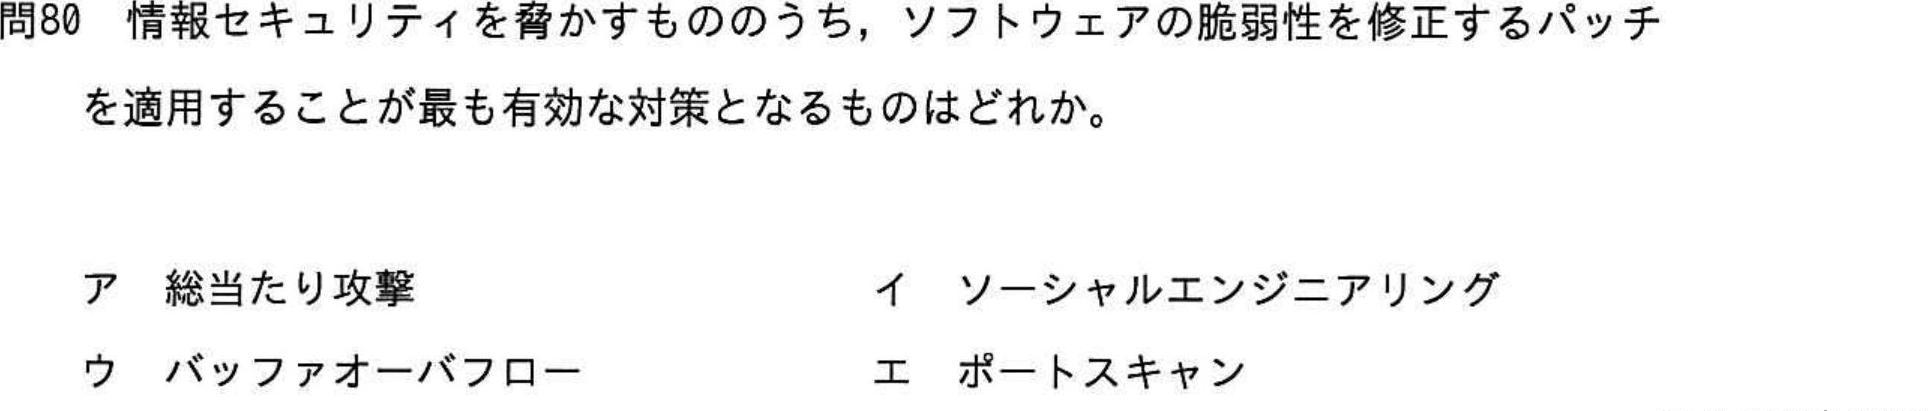 問80　情報セキュリティを脅かすもののうち，ソフトウェアの脆弱性を修正するパッチ
を適用することが最も有効な対策となるものはどれか。
ア　総当たり攻撃　イ　ソーシャルエンジニアリング
ウ　バッファオーバフロー　エ　ポートスキャン